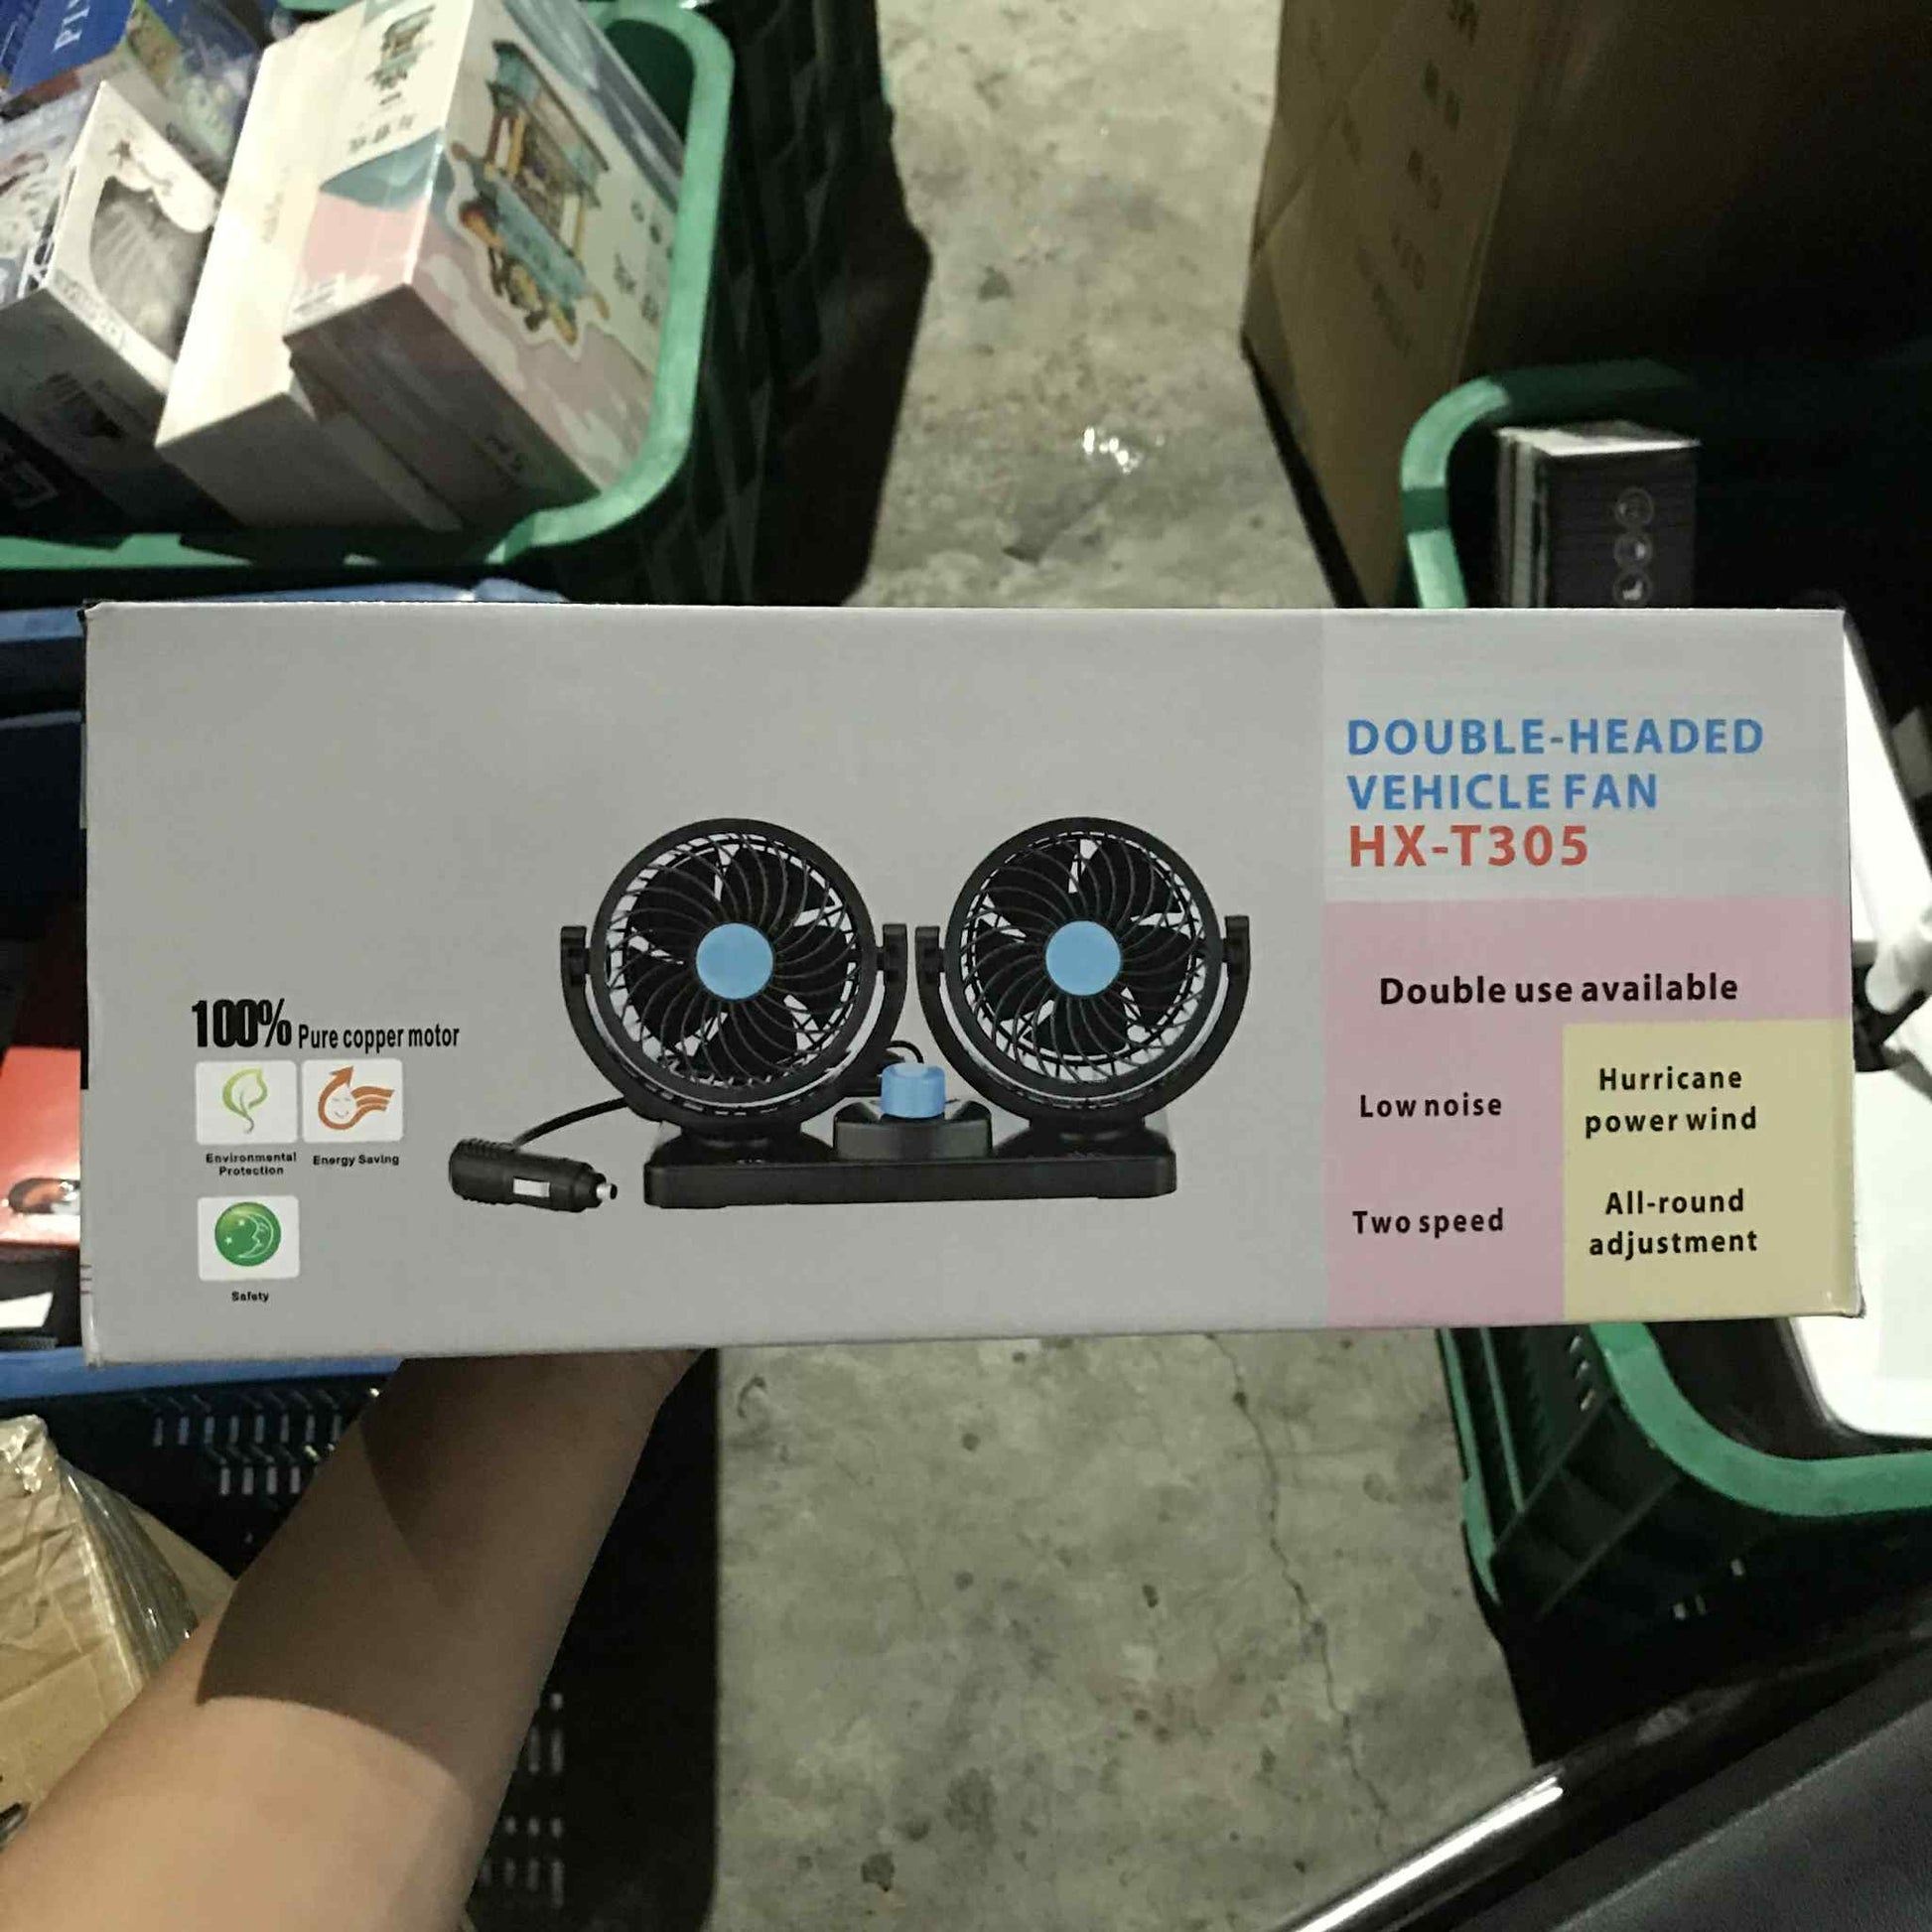 DOUBLE-HEADED
VEHICLE FAN
HX-T305
Double use available
Low noise
Hurricane
power wind
Two speed
All-round
adjustment
100% Pure copper motor
Environmental
Protection
Energy Saving
Safety